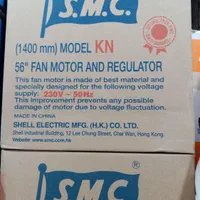 S.M.C.
(1400 mm) MODEL KN
56" FAN MOTOR AND REGULATOR
This fan motor is made of best material and
specially designed for the following voltage
supply: 230V - 50Hz
This improvement prevents any possible
damage of motor due to voltage fluctuation.
MADE IN CHINA
SHELL ELECTRIC MFG. (H.K.) CO. LTD.
Shell Industrial Building, 12 Lee Chung Street, Chai Wan, Hong Kong
S.M.C.